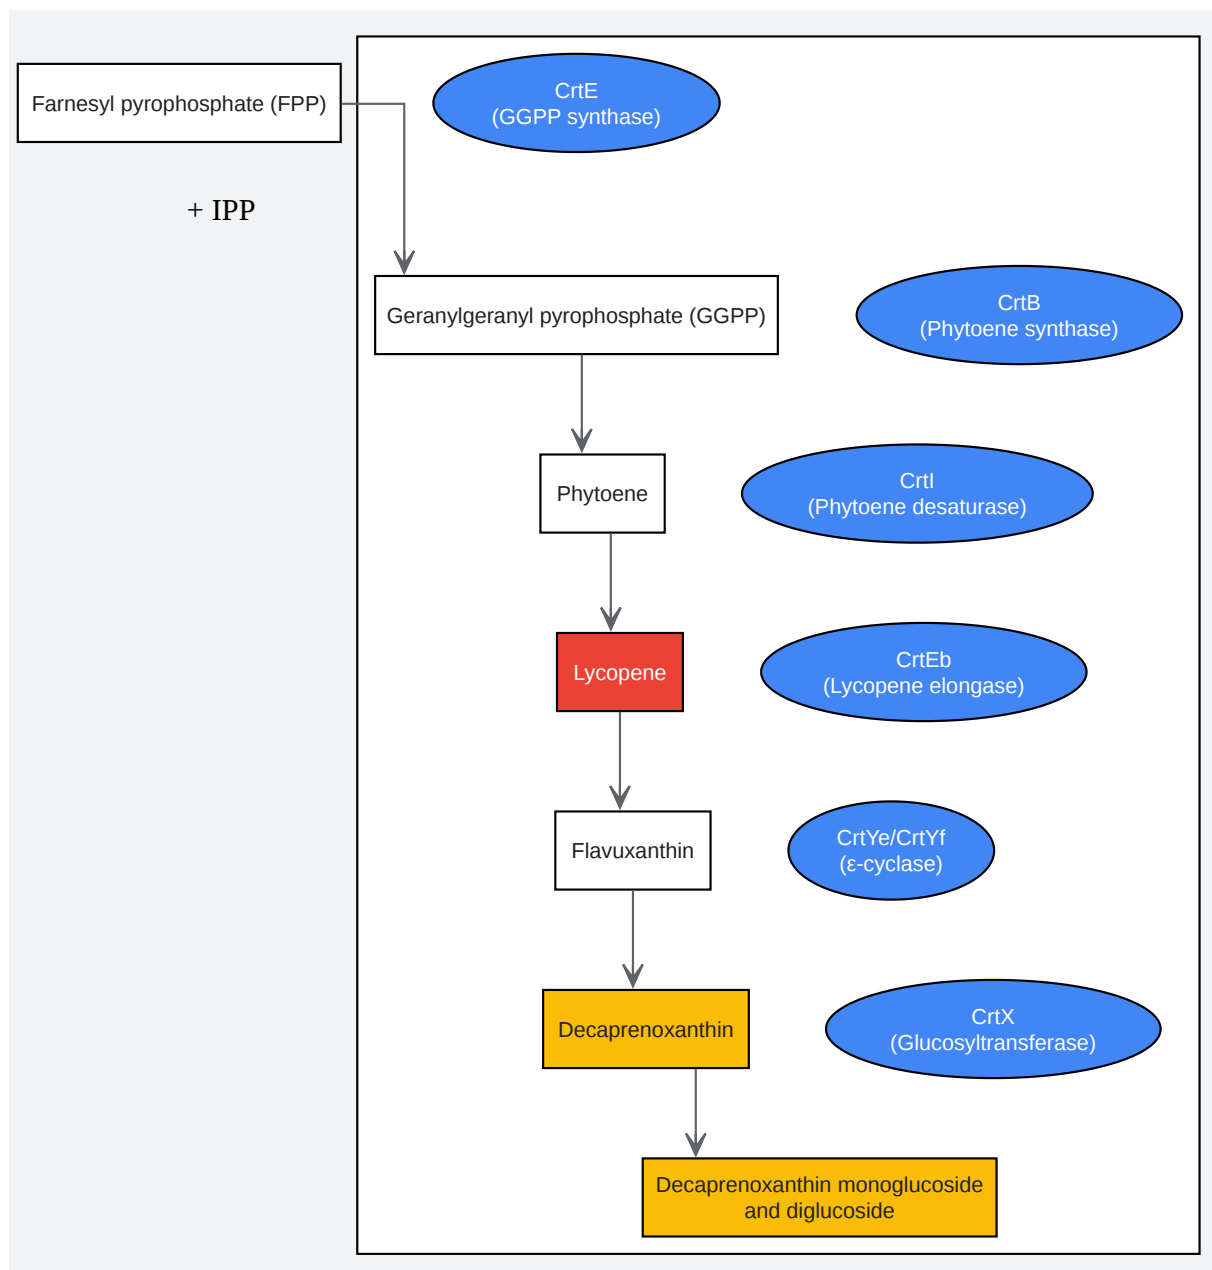 Farnesyl pyrophosphate (FPP)
CrtE
(GGPP synthase)
+ IPP
Geranylgeranyl pyrophosphate (GGPP)
CrtB
(Phytoene synthase)
Phytoene
CrtI
(Phytoene desaturase)
Lycopene
CrtEb
(Lycopene elongase)
Flavuxanthin
CrtYe/CrtYf
(ε-cyclase)
Decaprenoxanthin
CrtX
(Glucosyltransferase)
Decaprenoxanthin monoglucoside
and diglucoside